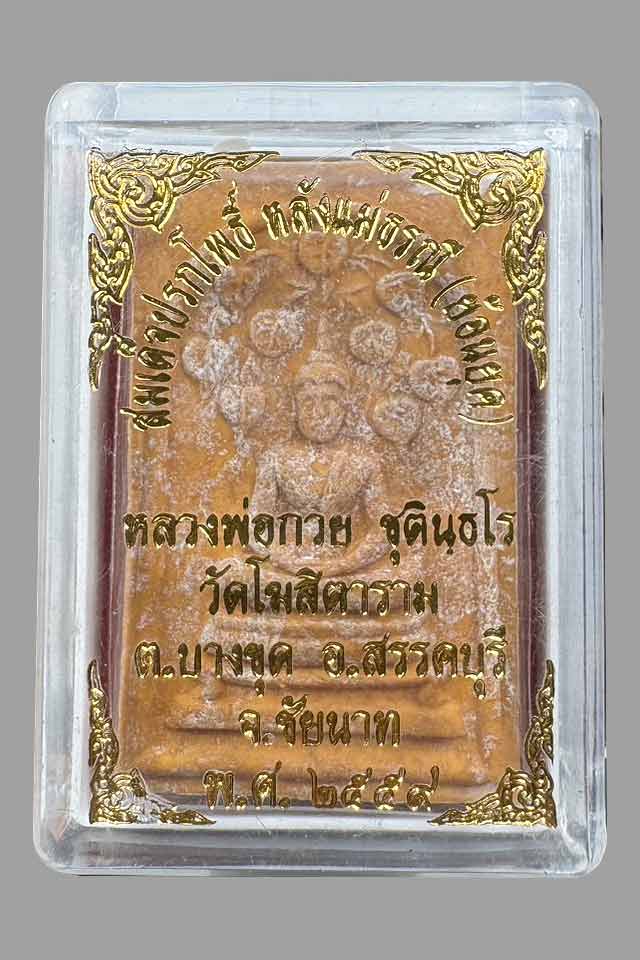 สมเด็จปรกโพธิ์ หลังแม่ธรณี (ย้อนยุค)
หลวงพ่อกวย ชุตินฺธโร
วัดโฆสิตาราม
ต.บางขุด อ.สรรคบุรี
จ.ชัยนาท
พ.ศ. ๒๕๕๙